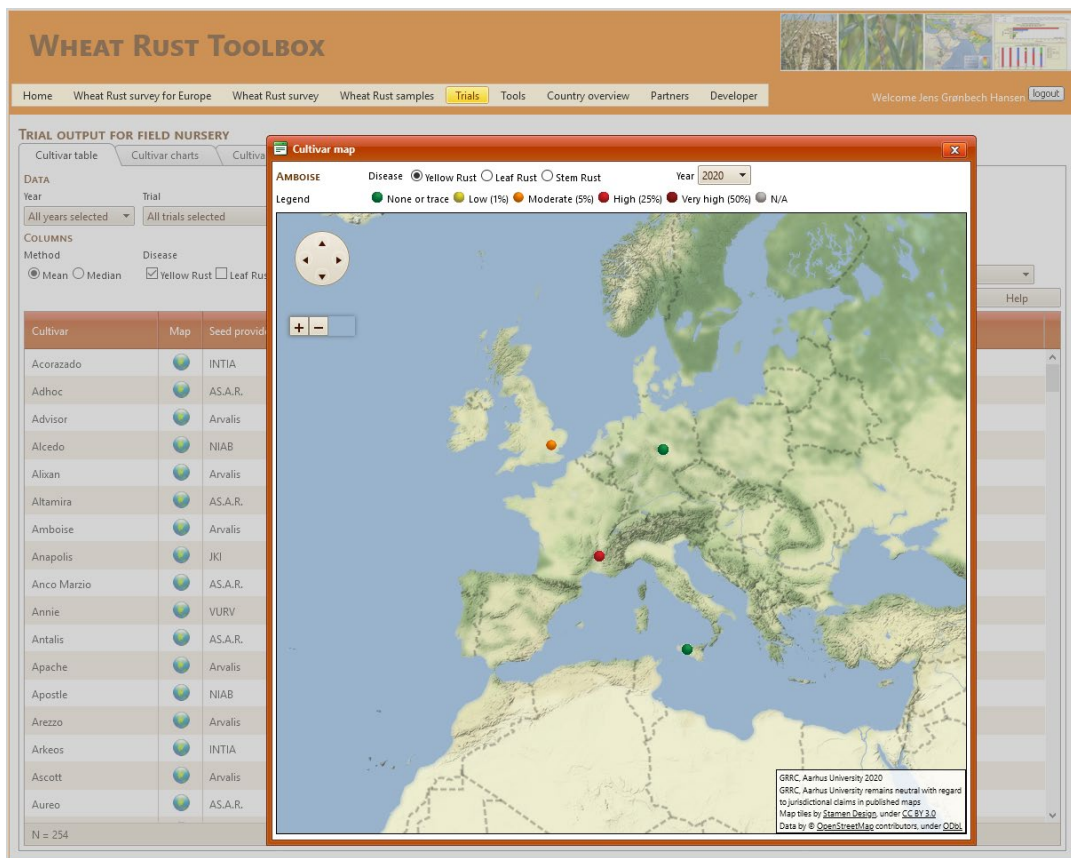 WHEAT RUST TOOLBOX
Home Wheat Rust survey for Europe Wheat Rust survey Wheat Rust samples Trials Tools Country overview Partners Developer
Welcome Jens Grønbech Hansen logout
TRIAL OUTPUT FOR FIELD NURSERY
Cultivar table Cultivar charts Cultiva
DATA
Year Trial
All years selected All trials selected
COLUMNS
Method Disease
Mean Median Yellow Rust Leaf Rus
Help
Cultivar Map Seed provide
Acorazado INTIA
Adhoc AS.A.R.
Advisor Arvalis
Alcedo NIAB
Alixan Arvalis
Altamira AS.A.R.
Amboise Arvalis
Anapolis JKI
Anco Marzio AS.A.R.
Annie VURV
Antalis AS.A.R.
Apache Arvalis
Apostle NIAB
Arezzo Arvalis
Arkeos INTIA
Ascott Arvalis
Aureo AS.A.R.
N = 254
Cultivar map x
AMBOISE Disease Yellow Rust Leaf Rust Stem Rust Year 2020
Legend None or trace Low (1%) Moderate (5%) High (25%) Very high (50%) N/A
+ −
GRRC, Aarhus University 2020
GRRC, Aarhus University remains neutral with regard
to jurisdictional claims in published maps
Map tiles by Stamen Design, under CC BY 3.0
Data by © OpenStreetMap contributors, under ODbL